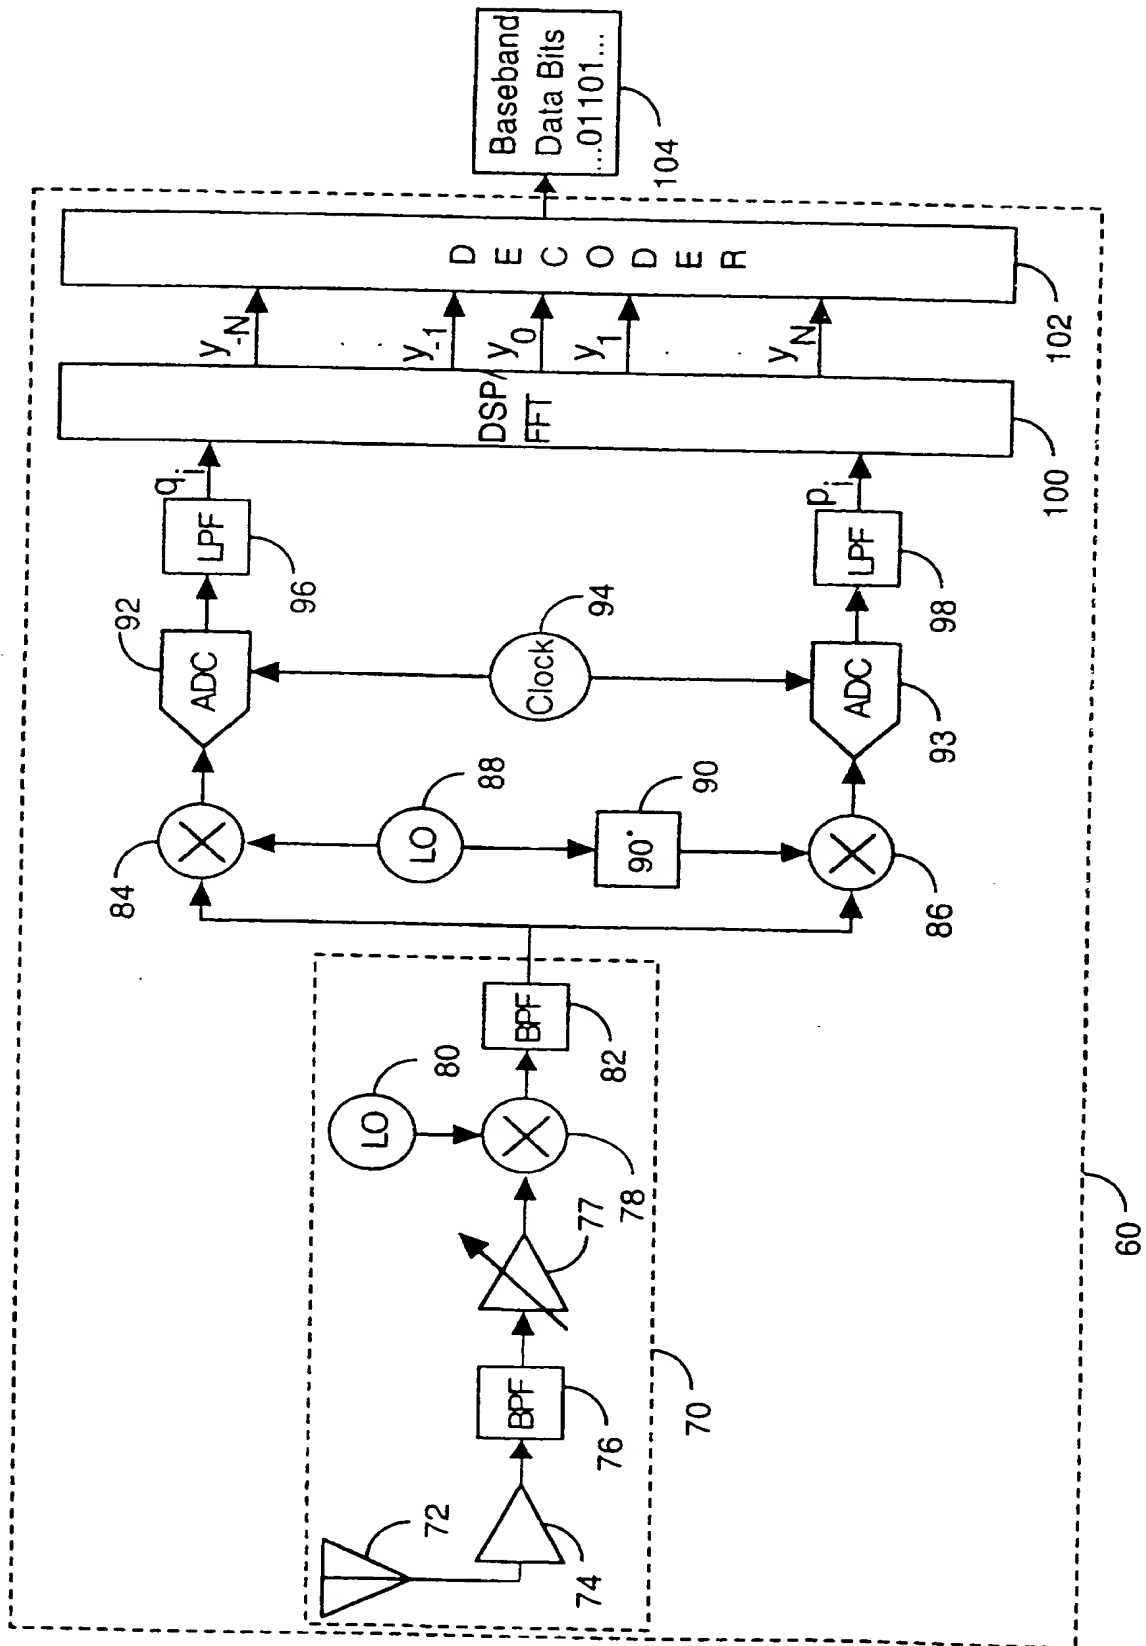 72
74
BPF
76
77
LO
80
78
BPF
82
70
84
LO
88
90°
90
86
92
ADC
Clock
94
ADC
93
LPF
96
LPF
98
qi
pi
DSP/
FFT
100
y-N
y-1
y0
y1
yN
DECODER
102
Baseband
Data Bits
...01101...
104
60